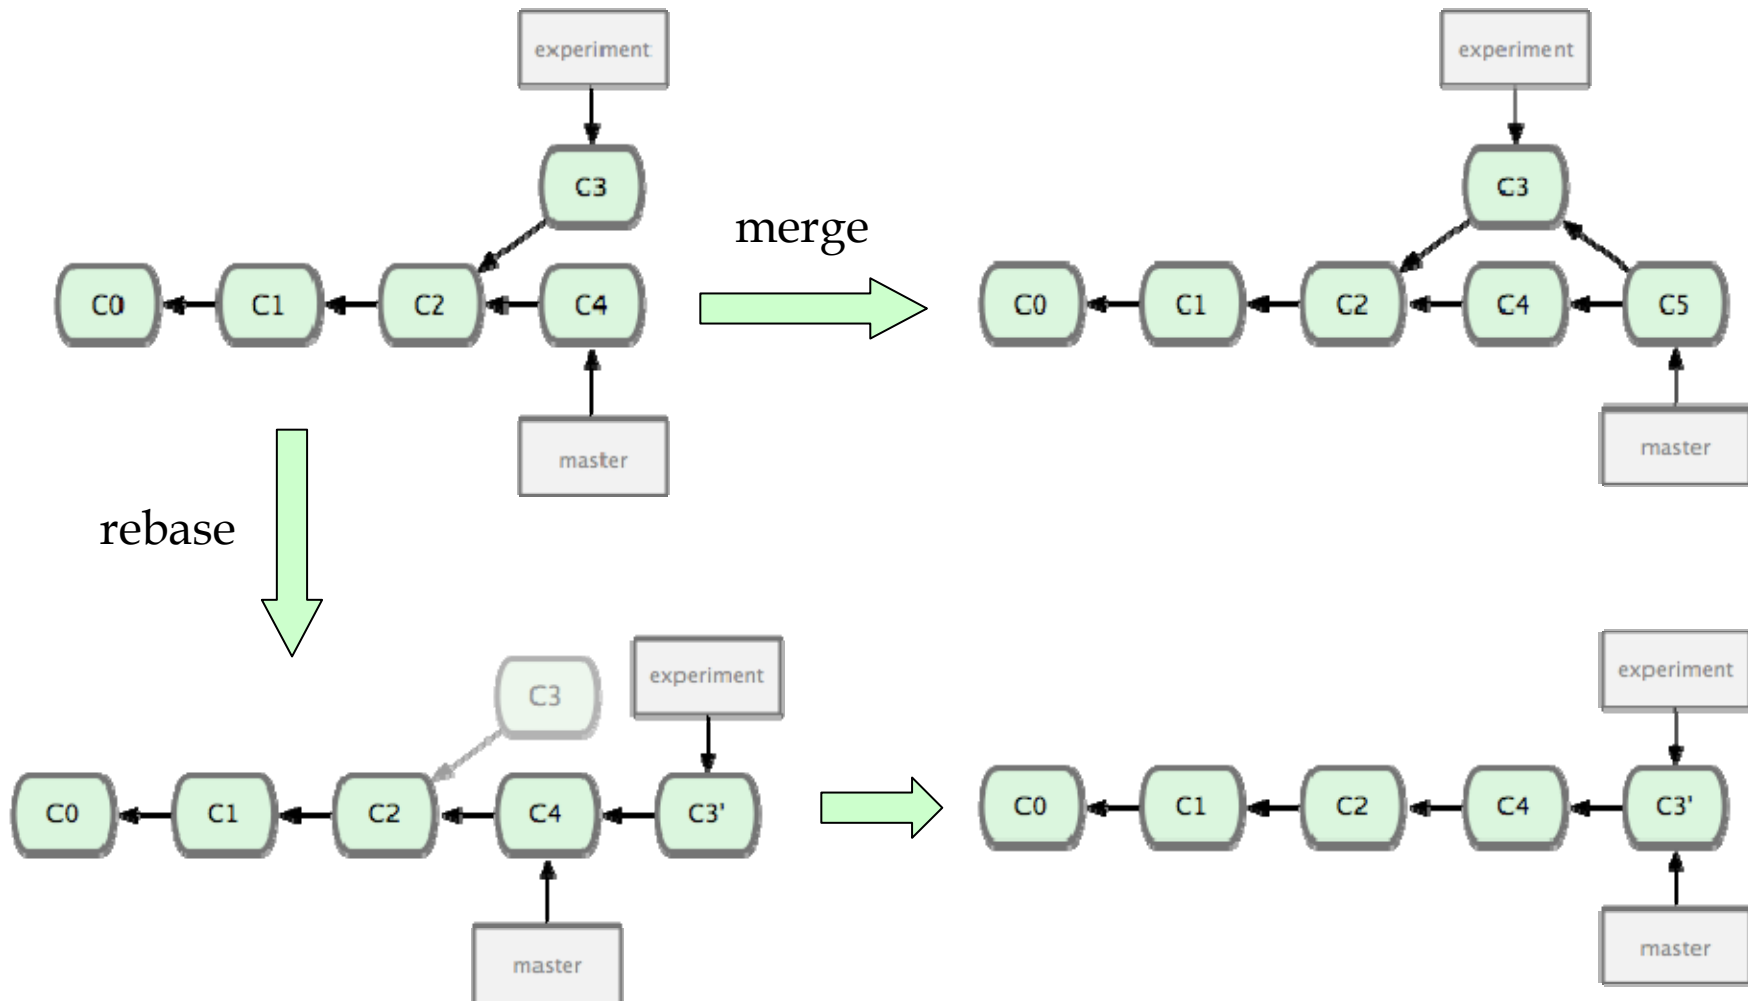 experiment
experiment
C3
C3
merge
C0 C1 C2 C4
C0 C1 C2 C4 C5
master
master
rebase
experiment
experiment
C3
C0 C1 C2 C4 C3'
C0 C1 C2 C4 C3'
master
master